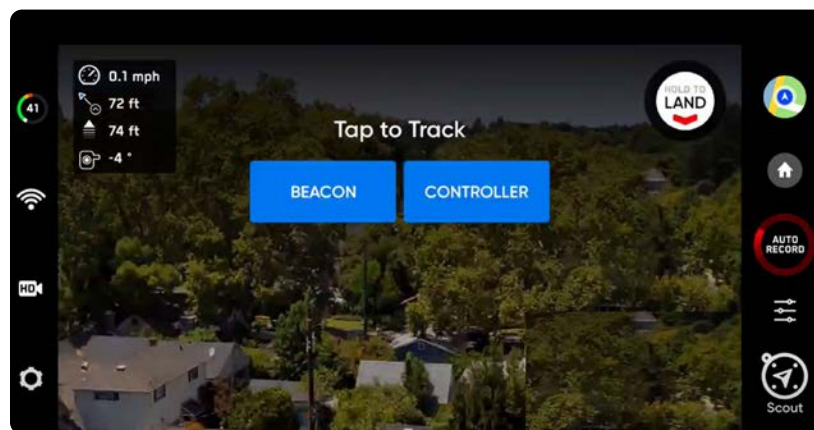 41
0.1 mph
72 ft
74 ft
-4 °
HD
Tap to Track
BEACON
CONTROLLER
HOLD TO
LAND
AUTO
RECORD
Scout